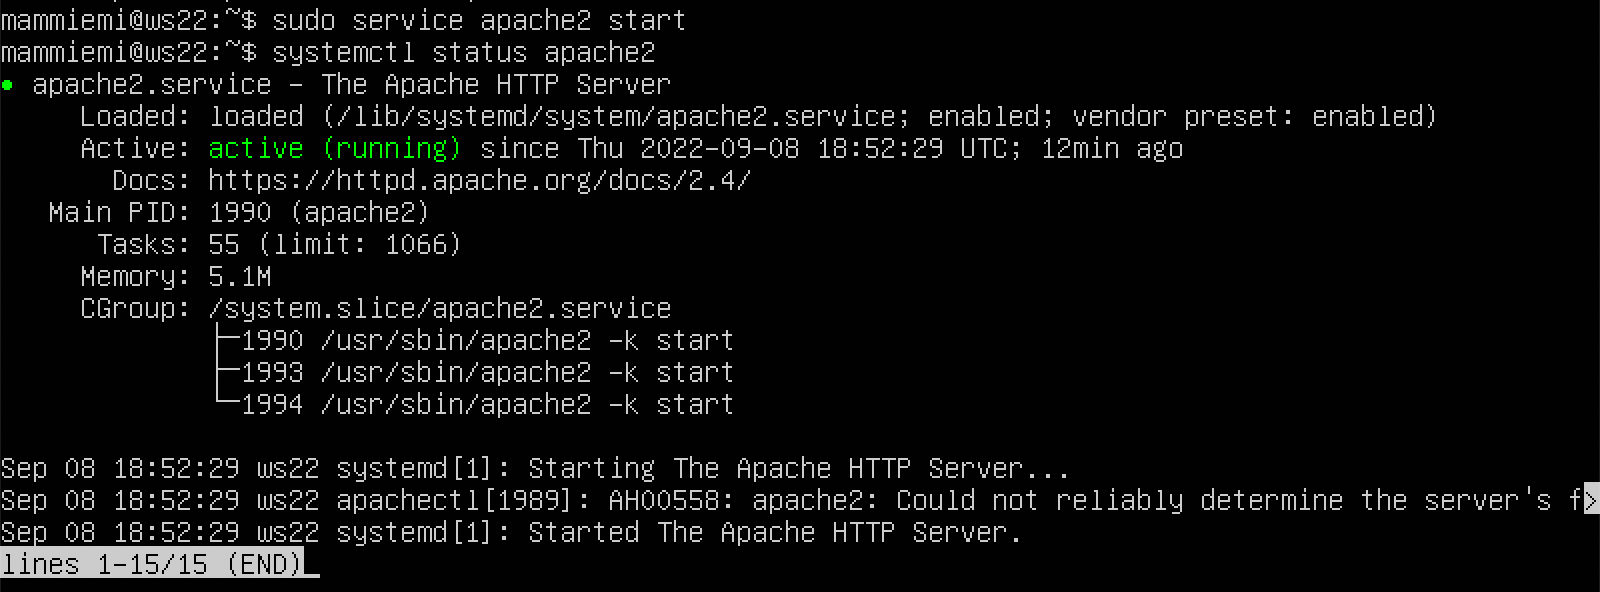 mammiemi@ws22:~$ sudo service apache2 start
mammiemi@ws22:~$ systemctl status apache2
● apache2.service – The Apache HTTP Server
     Loaded: loaded (/lib/systemd/system/apache2.service; enabled; vendor preset: enabled)
     Active: active (running) since Thu 2022-09-08 18:52:29 UTC; 12min ago
       Docs: https://httpd.apache.org/docs/2.4/
   Main PID: 1990 (apache2)
      Tasks: 55 (limit: 1066)
     Memory: 5.1M
     CGroup: /system.slice/apache2.service
             ├─1990 /usr/sbin/apache2 -k start
             ├─1993 /usr/sbin/apache2 -k start
             └─1994 /usr/sbin/apache2 -k start

Sep 08 18:52:29 ws22 systemd[1]: Starting The Apache HTTP Server...
Sep 08 18:52:29 ws22 apachectl[1989]: AH00558: apache2: Could not reliably determine the server's f>
Sep 08 18:52:29 ws22 systemd[1]: Started The Apache HTTP Server.
lines 1-15/15 (END)